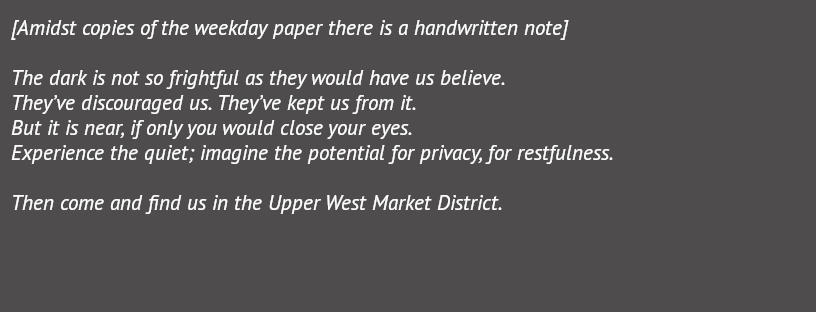 [Amidst copies of the weekday paper there is a handwritten note]
The dark is not so frightful as they would have us believe.
They’ve discouraged us. They’ve kept us from it.
But it is near, if only you would close your eyes.
Experience the quiet; imagine the potential for privacy, for restfulness.
Then come and find us in the Upper West Market District.